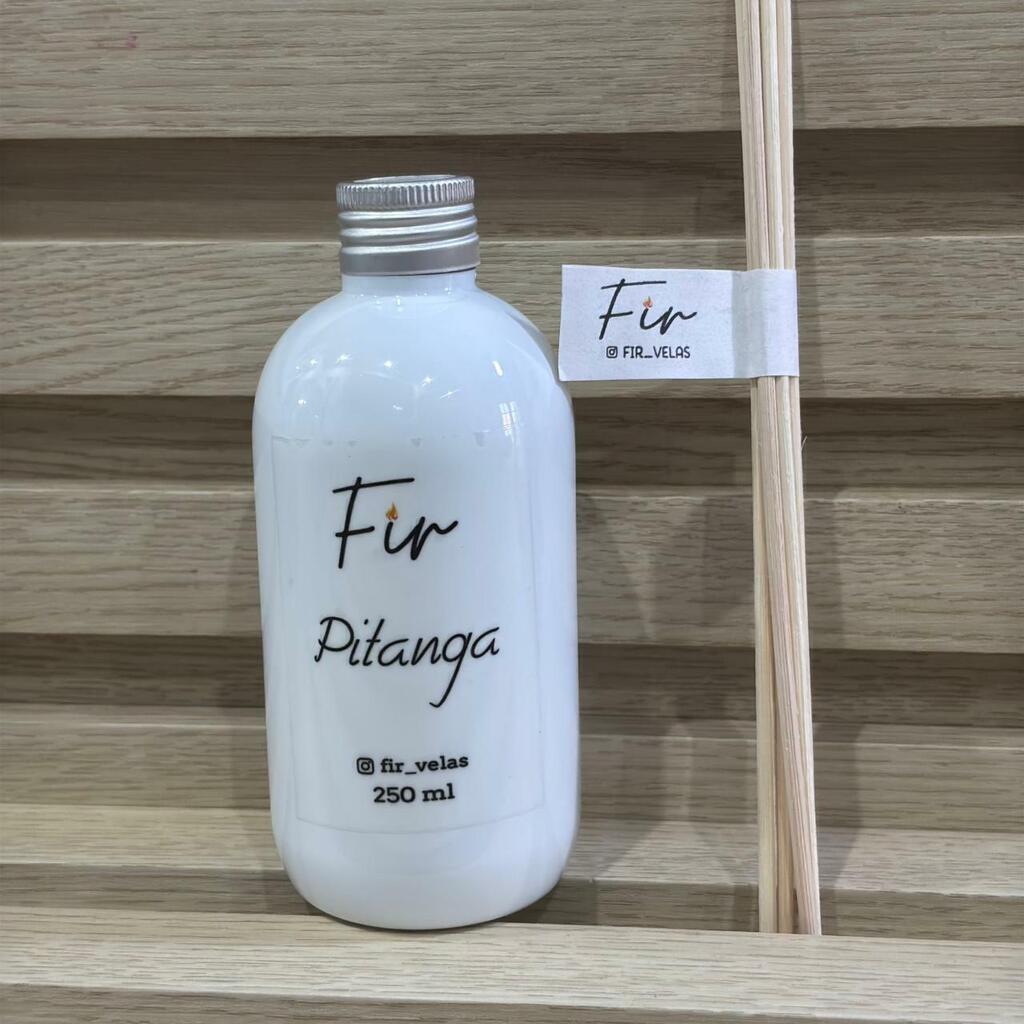 Fir
Pitanga
fir_velas
250 ml
Fir
FIR_VELAS